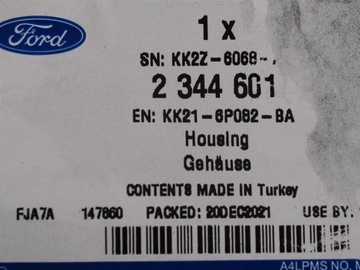 Ford
1 x
SN: KK2Z-6068-
2 344 601
EN: KK21-6P082-BA
Housing
Gehäuse
CONTENTS MADE IN Turkey
FJA7A 147860 PACKED: 20DEC2021 USE BY.
A4LPMS NO.